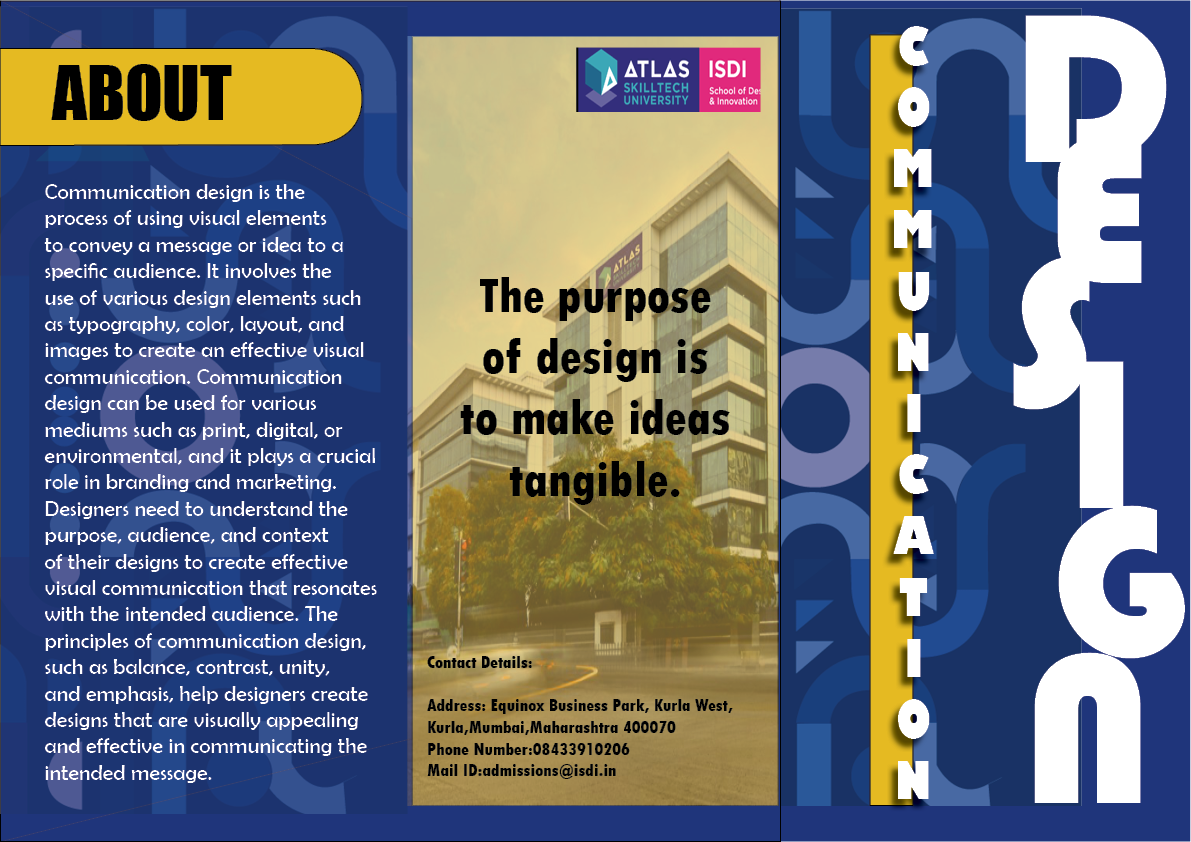 ABOUT
Communication design is the
process of using visual elements
to convey a message or idea to a
specific audience. It involves the
use of various design elements such
as typography, color, layout, and
images to create an effective visual
communication. Communication
design can be used for various
mediums such as print, digital, or
environmental, and it plays a crucial
role in branding and marketing.
Designers need to understand the
purpose, audience, and context
of their designs to create effective
visual communication that resonates
with the intended audience. The
principles of communication design,
such as balance, contrast, unity,
and emphasis, help designers create
designs that are visually appealing
and effective in communicating the
intended message.
ATLAS
SKILLTECH
UNIVERSITY
ISDI
School of Des
& Innovation
ATLAS
The purpose
of design is
to make ideas
tangible.
Contact Details:
Address: Equinox Business Park, Kurla West,
Kurla,Mumbai,Maharashtra 400070
Phone Number:08433910206
Mail ID:admissions@isdi.in
COMMUNICATION
DESIGn